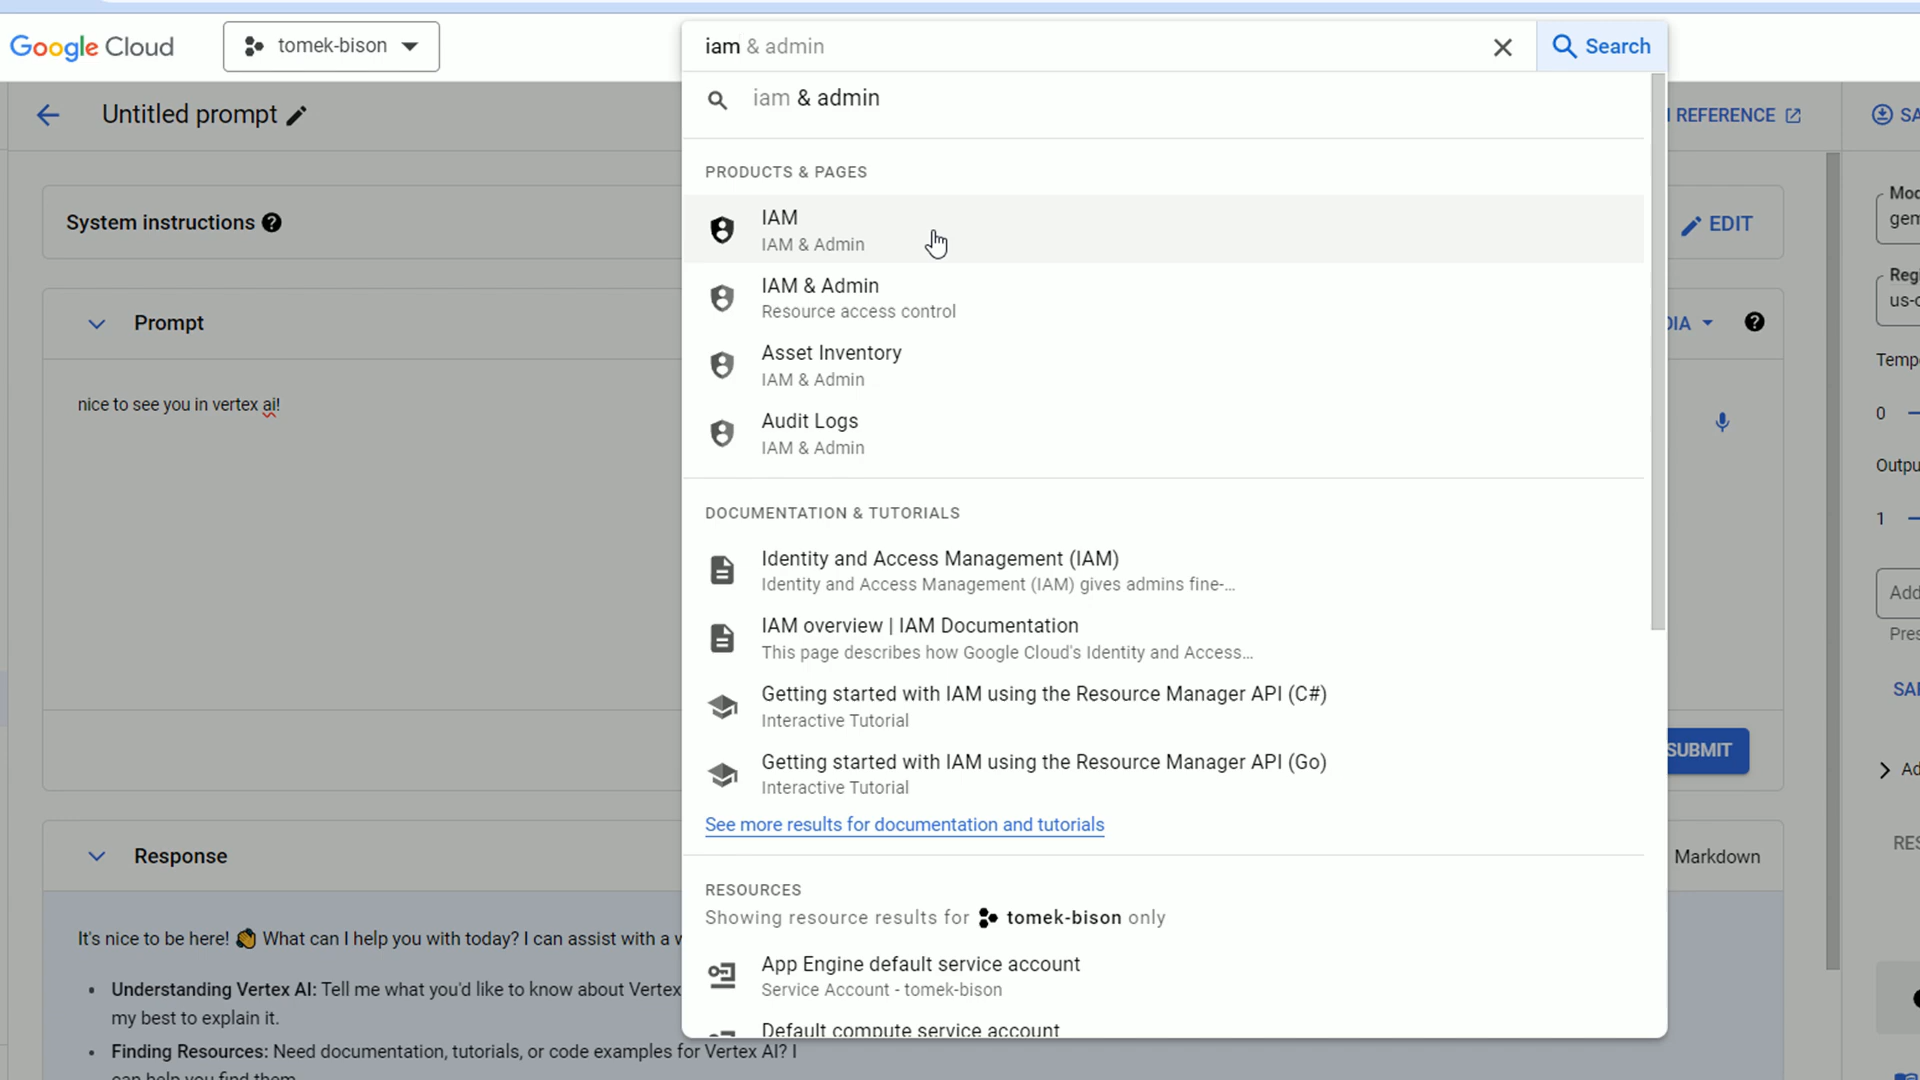 Google Cloud
tomek-bison
iam & admin
Search
iam & admin
Untitled prompt
REFERENCE
PRODUCTS & PAGES
System instructions
EDIT
IAM
IAM & Admin
IAM & Admin
Resource access control
Prompt
Asset Inventory
IAM & Admin
nice to see you in vertex ai!
0
Audit Logs
IAM & Admin
DOCUMENTATION & TUTORIALS
1
Identity and Access Management (IAM)
Identity and Access Management (IAM) gives admins fine-...
IAM overview | IAM Documentation
This page describes how Google Cloud's Identity and Access...
Getting started with IAM using the Resource Manager API (C#)
Interactive Tutorial
SUBMIT
Getting started with IAM using the Resource Manager API (Go)
Interactive Tutorial
See more results for documentation and tutorials
Response
Markdown
RESOURCES
Showing resource results for tomek-bison only
It's nice to be here! 👋 What can I help you with today? I can assist with a
App Engine default service account
Service Account - tomek-bison
Understanding Vertex AI: Tell me what you'd like to know about Vertex
my best to explain it.
Default compute service account
Finding Resources: Need documentation, tutorials, or code examples for Vertex AI? I
can help you find them